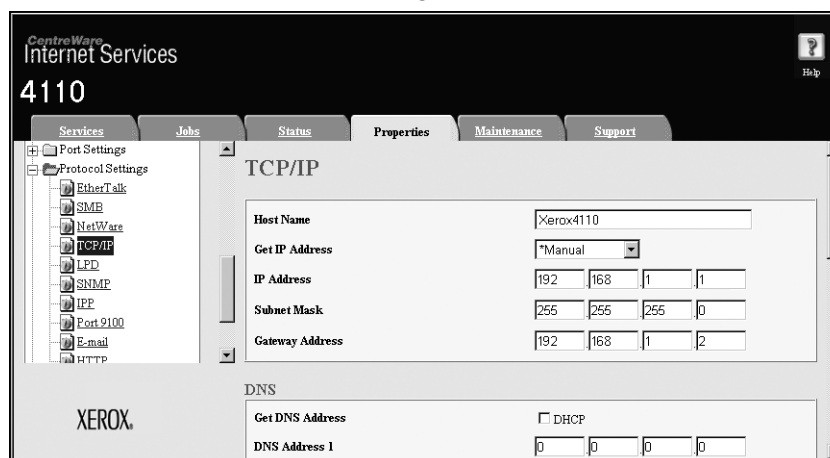 CentreWare
Internet Services
Help
4110
Services Jobs Status Properties Maintenance Support
Port Settings
Protocol Settings
EtherTalk
SMB
NetWare
TCP/IP
LPD
SNMP
IPP
Port 9100
E-mail
HTTP
XEROX.
TCP/IP
Host Name Xerox4110
Get IP Address *Manual
IP Address 192 .168 .1 .1
Subnet Mask 255 .255 .255 .0
Gateway Address 192 .168 .1 .2
DNS
Get DNS Address DHCP
DNS Address 1 0 .0 .0 .0